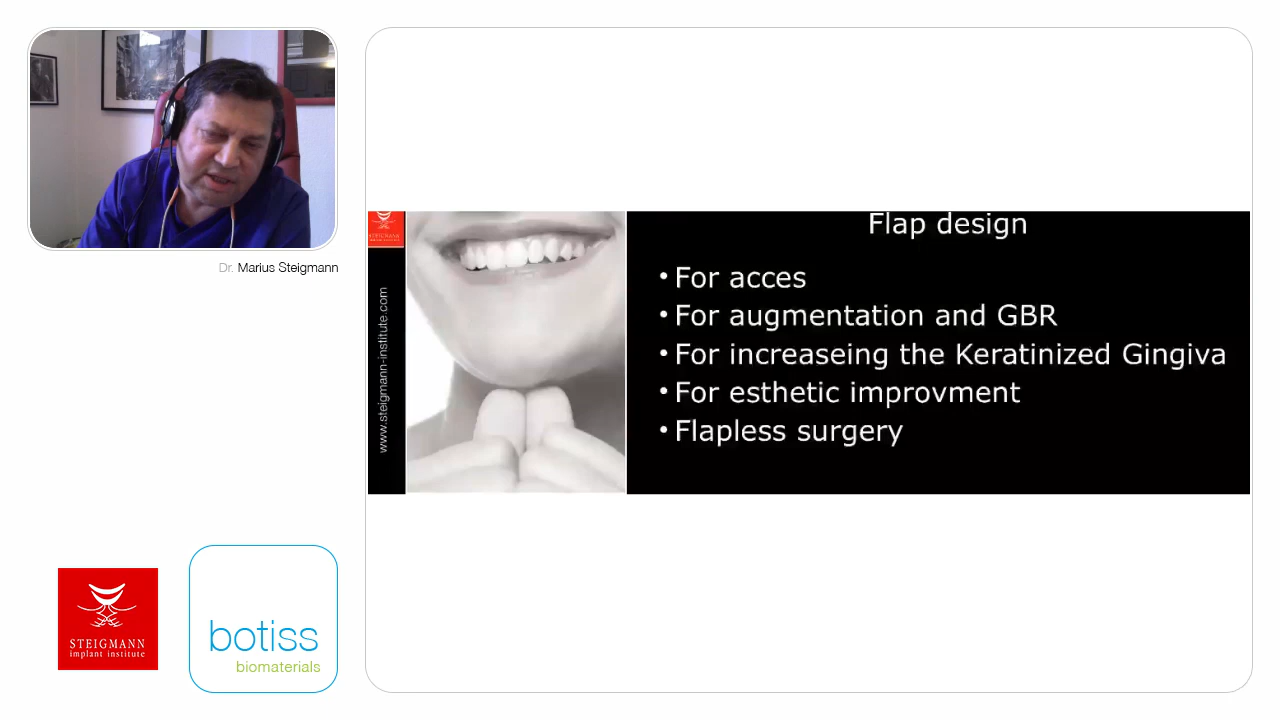 Dr. Marius Steigmann
STEIGMANN
implant institute
botiss
biomaterials
www.steigmann-institute.com
Flap design
• For acces
• For augmentation and GBR
• For increaseing the Keratinized Gingiva
• For esthetic improvment
• Flapless surgery